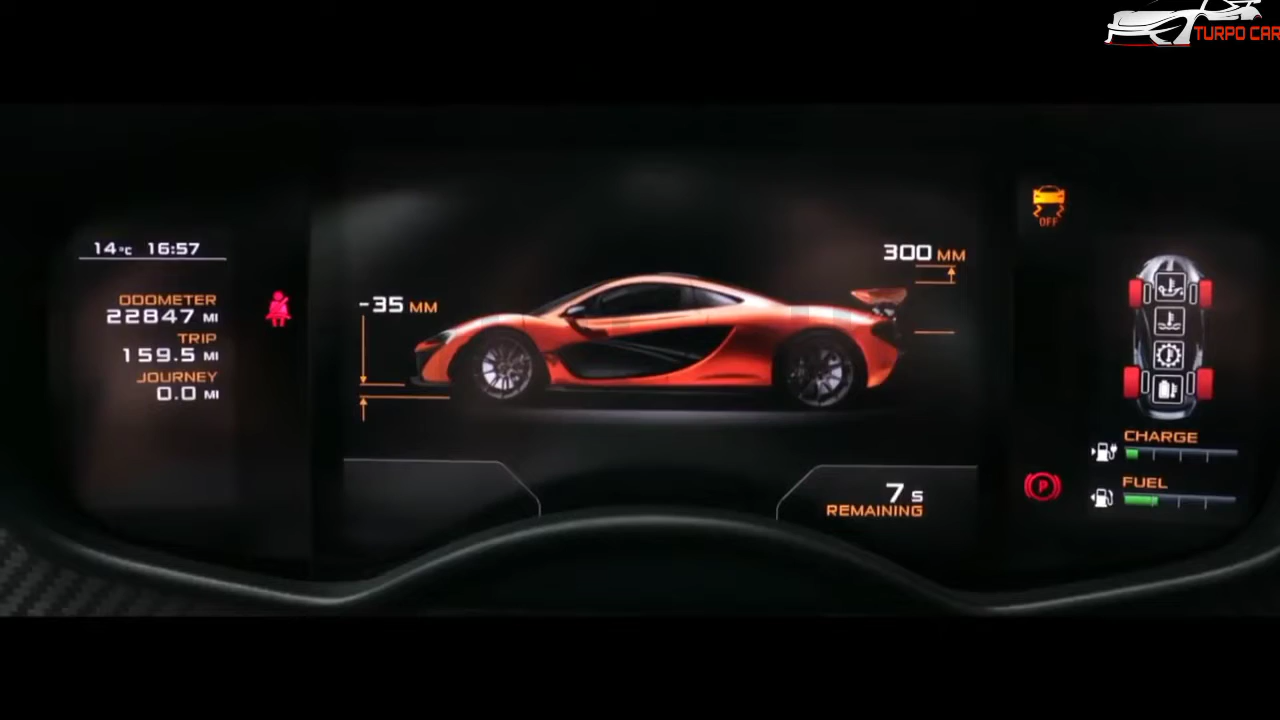 TURPO CAR
14°C 16:57
ODOMETER
22847 MI
TRIP
159.5 MI
JOURNEY
0.0 MI
-35 MM
300 MM
OFF
7 S
REMAINING
P
CHARGE
FUEL